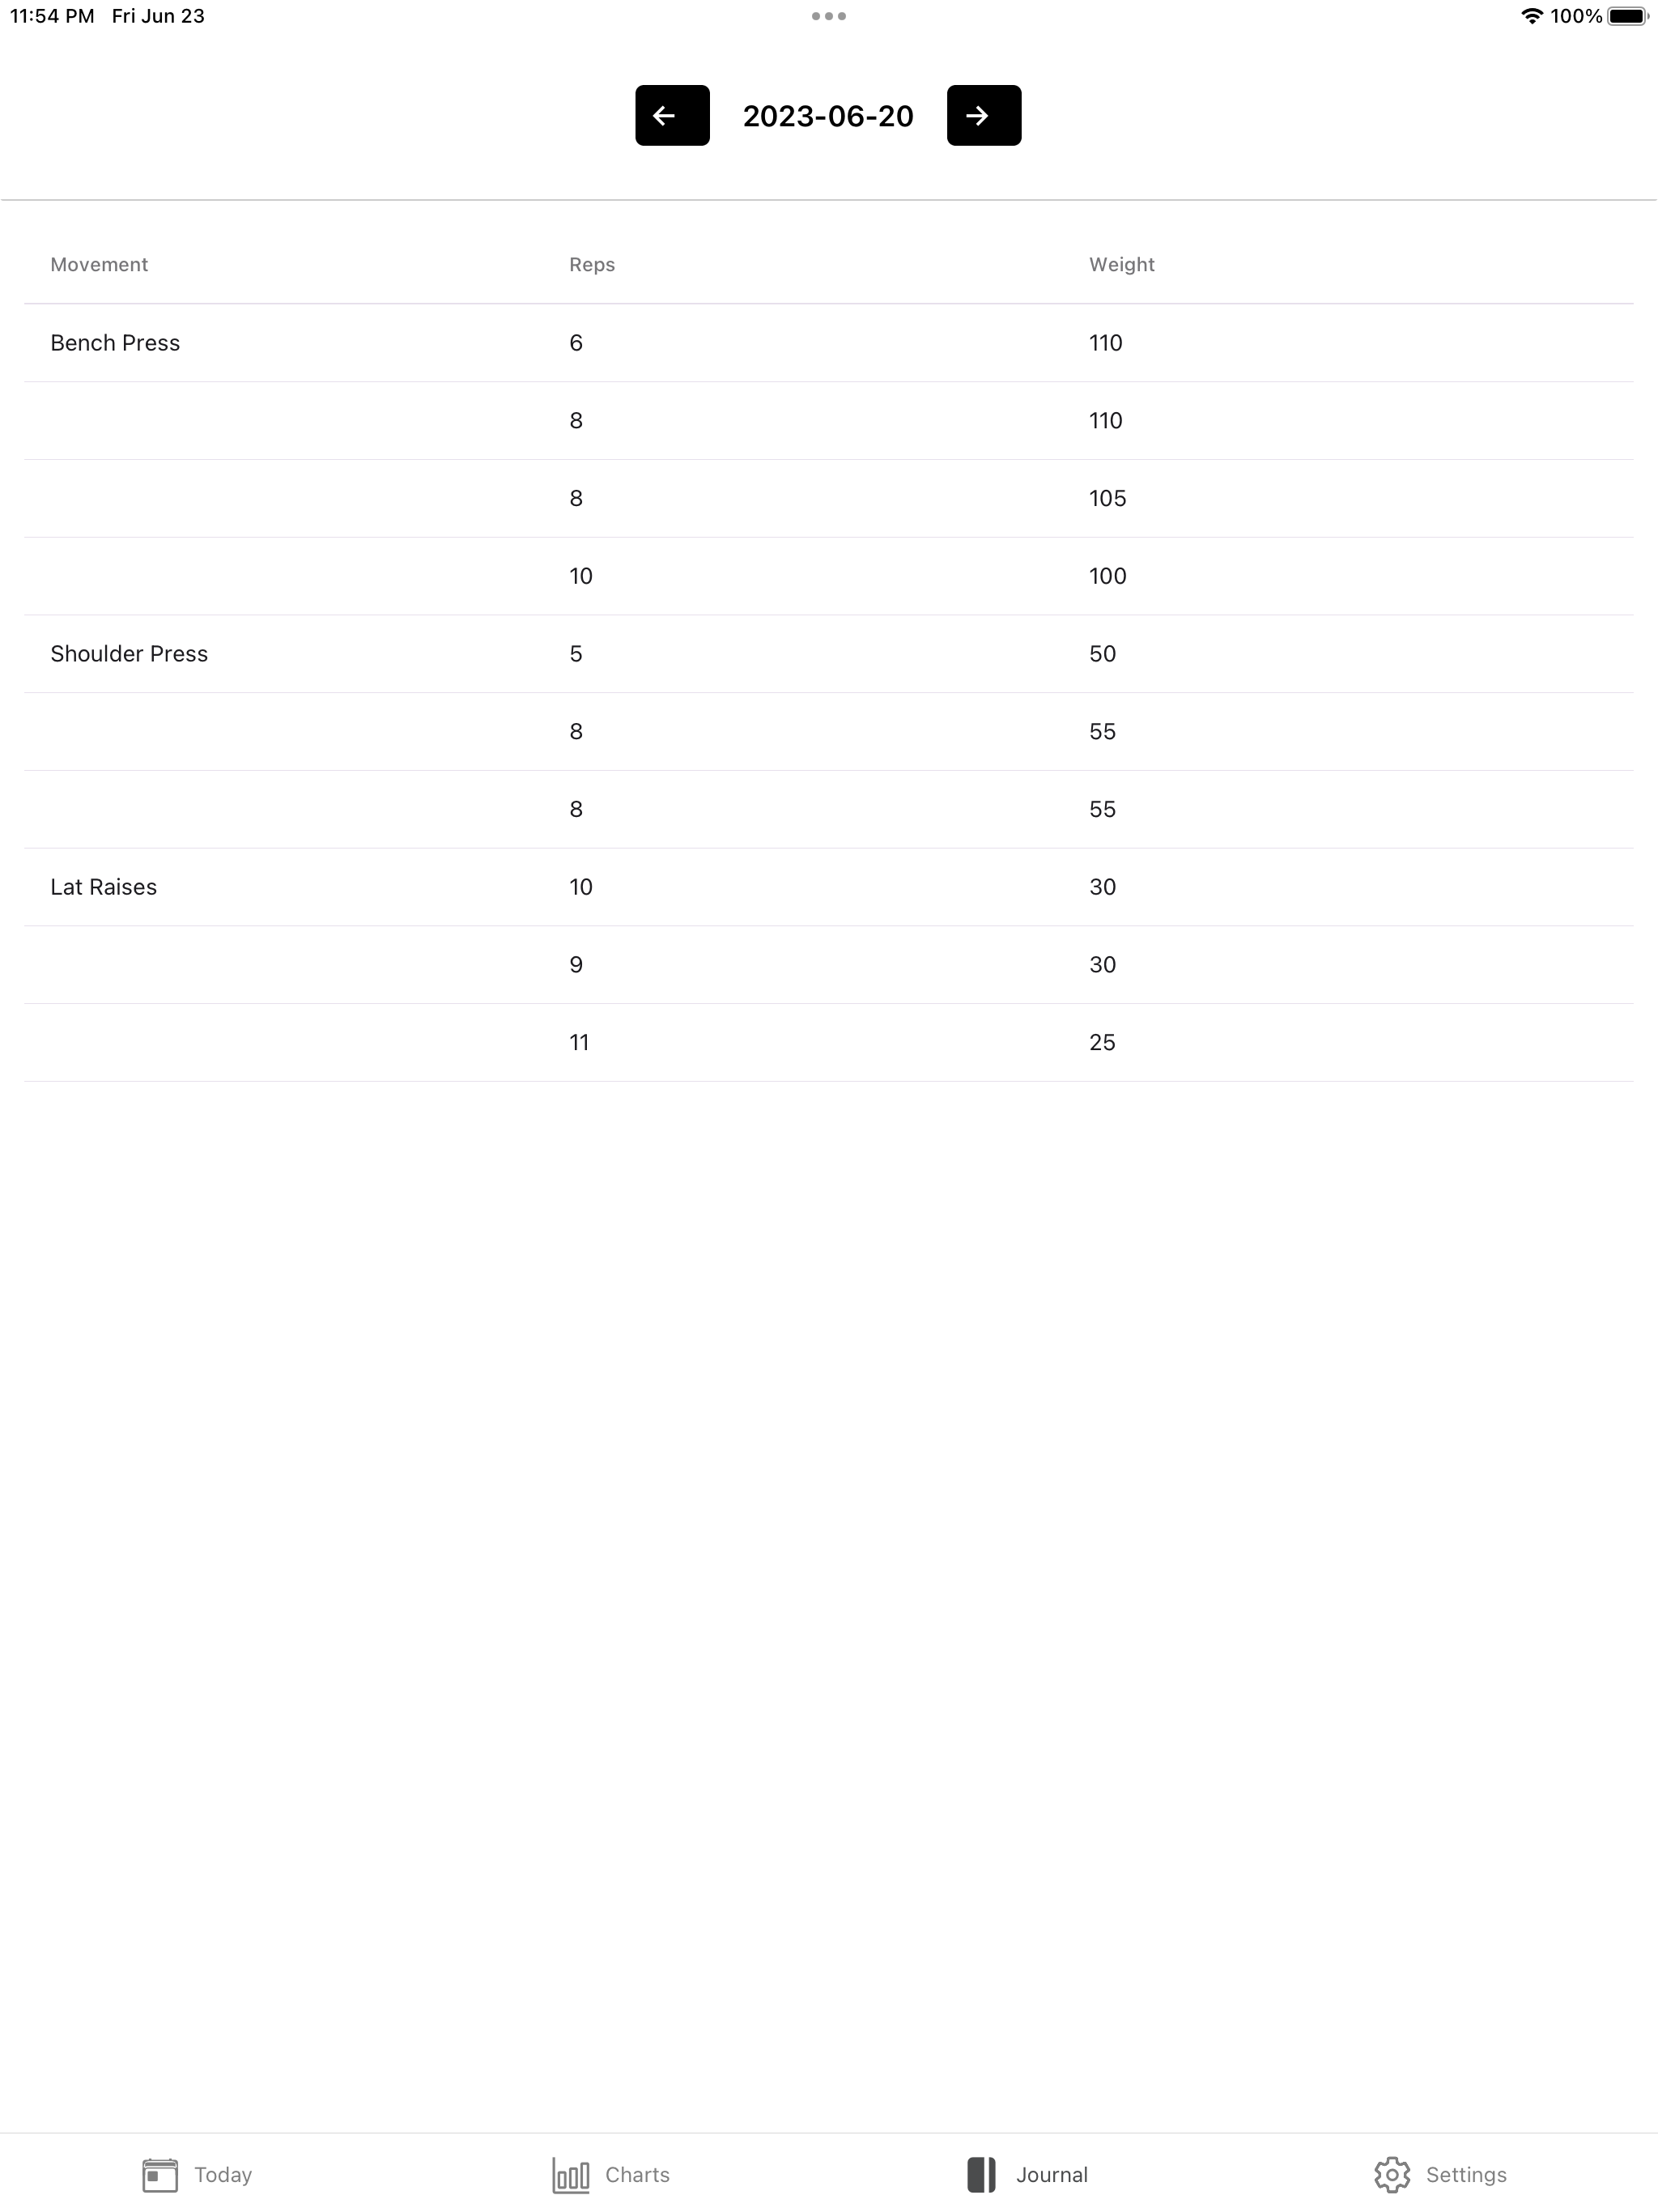 11:54 PM Fri Jun 23 100%
2023-06-20
Movement Reps Weight
Bench Press 6 110
8 110
8 105
10 100
Shoulder Press 5 50
8 55
8 55
Lat Raises 10 30
9 30
11 25
Today Charts Journal Settings